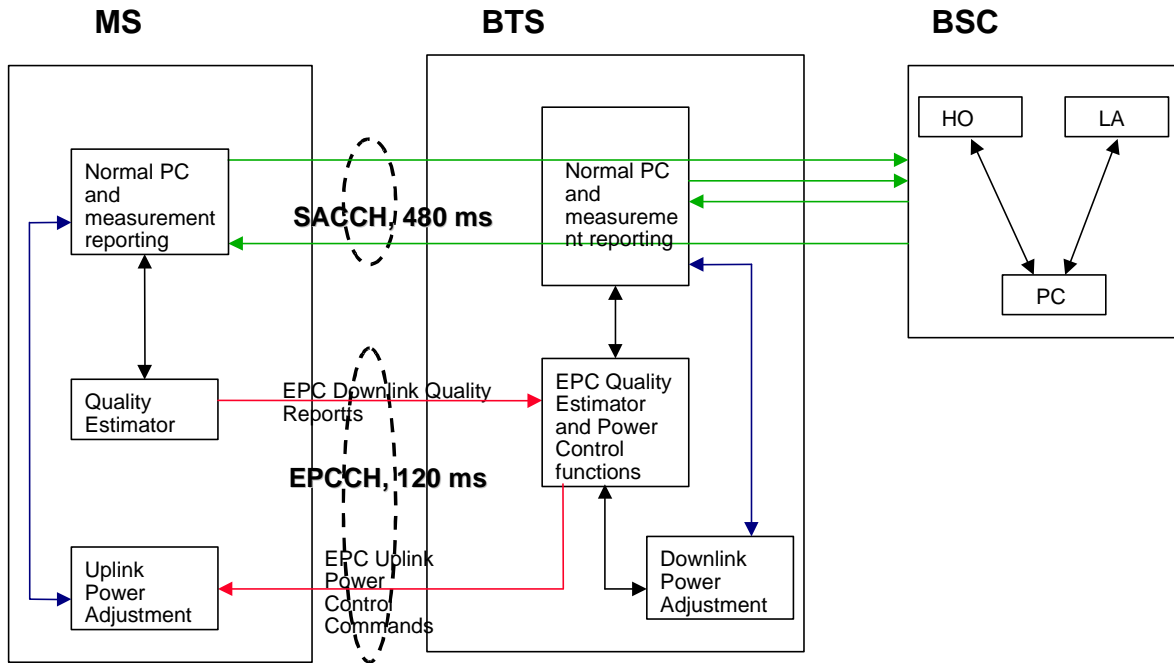 MS
BTS
BSC
HO
LA
PC
Normal PC
and
measurement
reporting
Normal PC
and
measureme
nt reporting
SACCH, 480 ms
Quality
Estimator
EPC Downlink Quality
Reportts
EPC Quality
Estimator
and Power
Control
functions
EPCCH, 120 ms
Uplink
Power
Adjustment
EPC Uplink
Power
Control
Commands
Downlink
Power
Adjustment